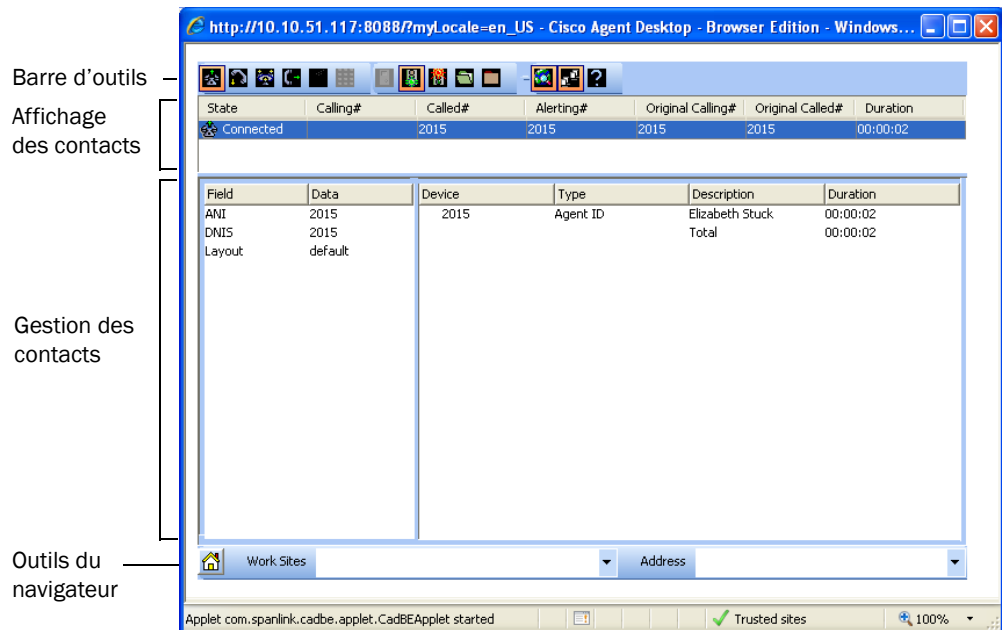 http://10.10.51.117:8088/?myLocale=en_US - Cisco Agent Desktop - Browser Edition - Windows...
Barre d'outils
Affichage
des contacts
State Calling# Called# Alerting# Original Calling# Original Called# Duration
Connected 2015 2015 2015 2015 00:00:02
Gestion des
contacts
Field Data Device Type Description Duration
ANI 2015 2015 Agent ID Elizabeth Stuck 00:00:02
DNIS 2015 Total 00:00:02
Layout default
Outils du
navigateur
Work Sites Address
Applet com.spanlink.cadbe.applet.CadBEApplet started Trusted sites 100%